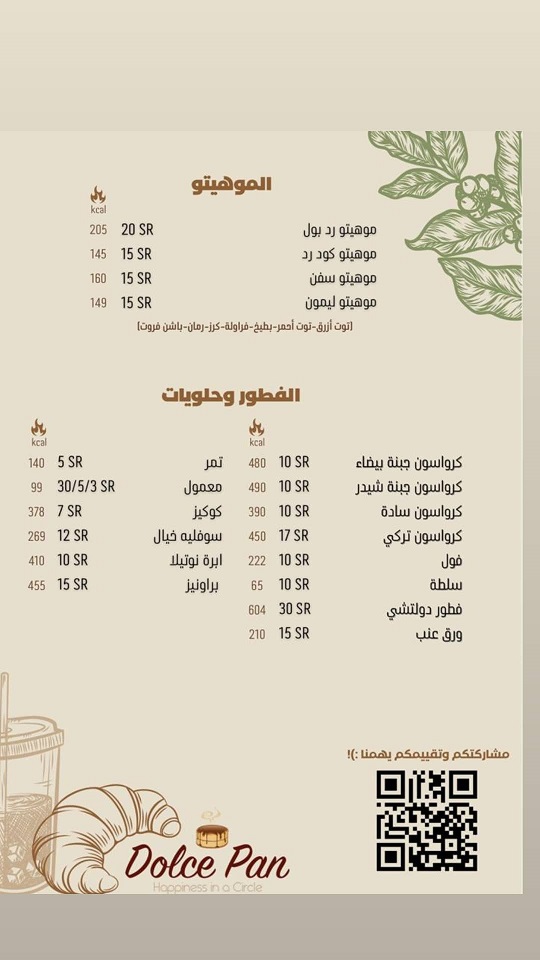 الموهيتو
kcal
موهيتو رد بول 20 SR 205
موهيتو كود رد 15 SR 145
موهيتو سفن 15 SR 160
موهيتو ليمون 15 SR 149
[توت أزرق-توت أحمر-بطيخ-فراولة-كرز-رمان-باشن فروت]
الفطور وحلويات
kcal
كرواسون جبنة بيضاء 10 SR 480
كرواسون جبنة شيدر 10 SR 490
كرواسون سادة 10 SR 390
كرواسون تركي 17 SR 450
فول 10 SR 222
سلطة 10 SR 65
فطور دولتشي 30 SR 604
ورق عنب 15 SR 210
kcal
تمر 5 SR 140
معمول 30/5/3 SR 99
كوكيز 7 SR 378
سوفليه خيال 12 SR 269
ابرة نوتيلا 10 SR 410
براونيز 15 SR 455
مشاركتكم وتقييمكم يهمنا :)!
Dolce Pan
Happiness in a Circle